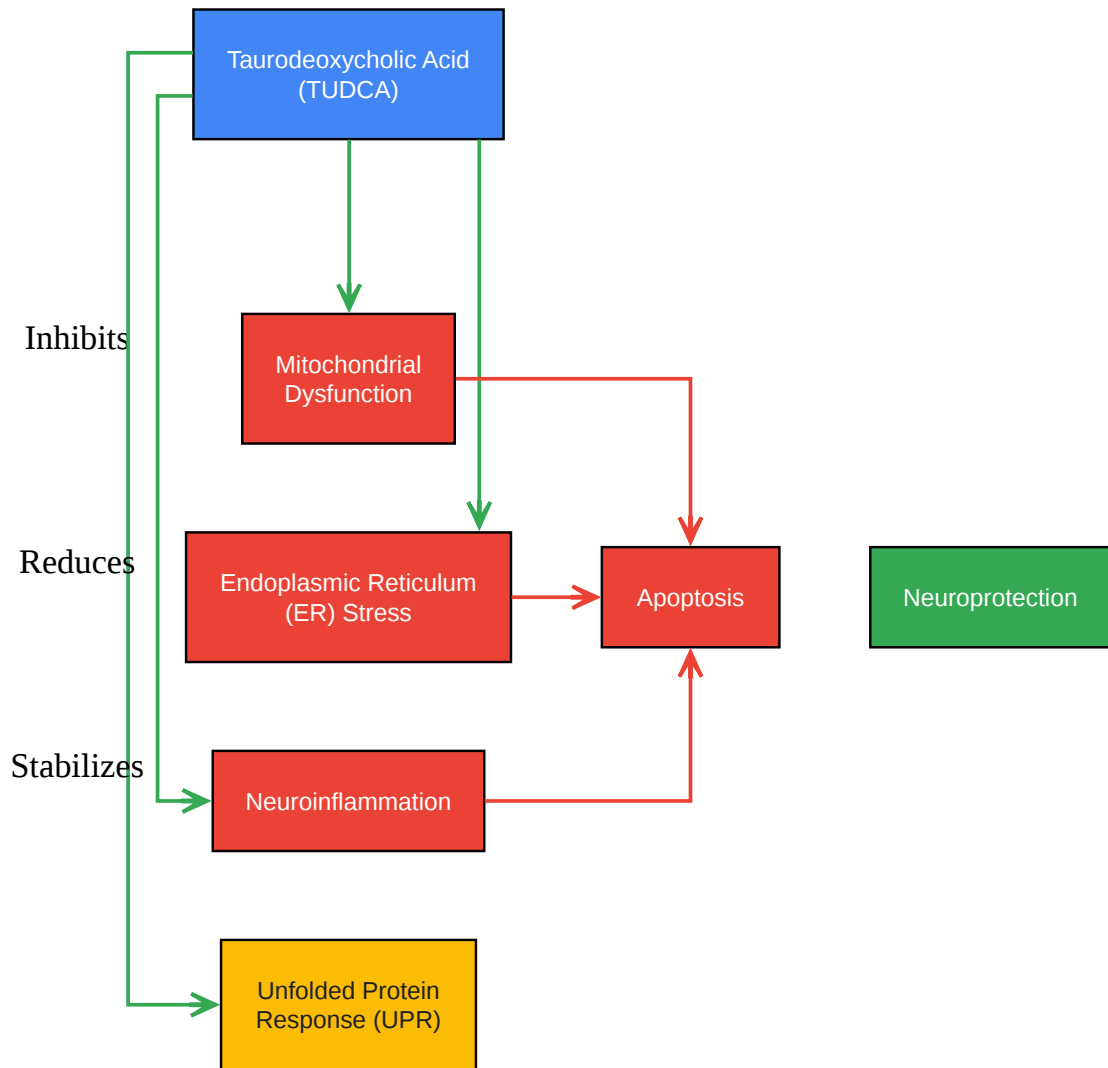 Taurodeoxycholic Acid
(TUDCA)
Inhibits
Mitochondrial
Dysfunction
Reduces
Endoplasmic Reticulum
(ER) Stress
Apoptosis
Neuroprotection
Stabilizes
Neuroinflammation
Unfolded Protein
Response (UPR)